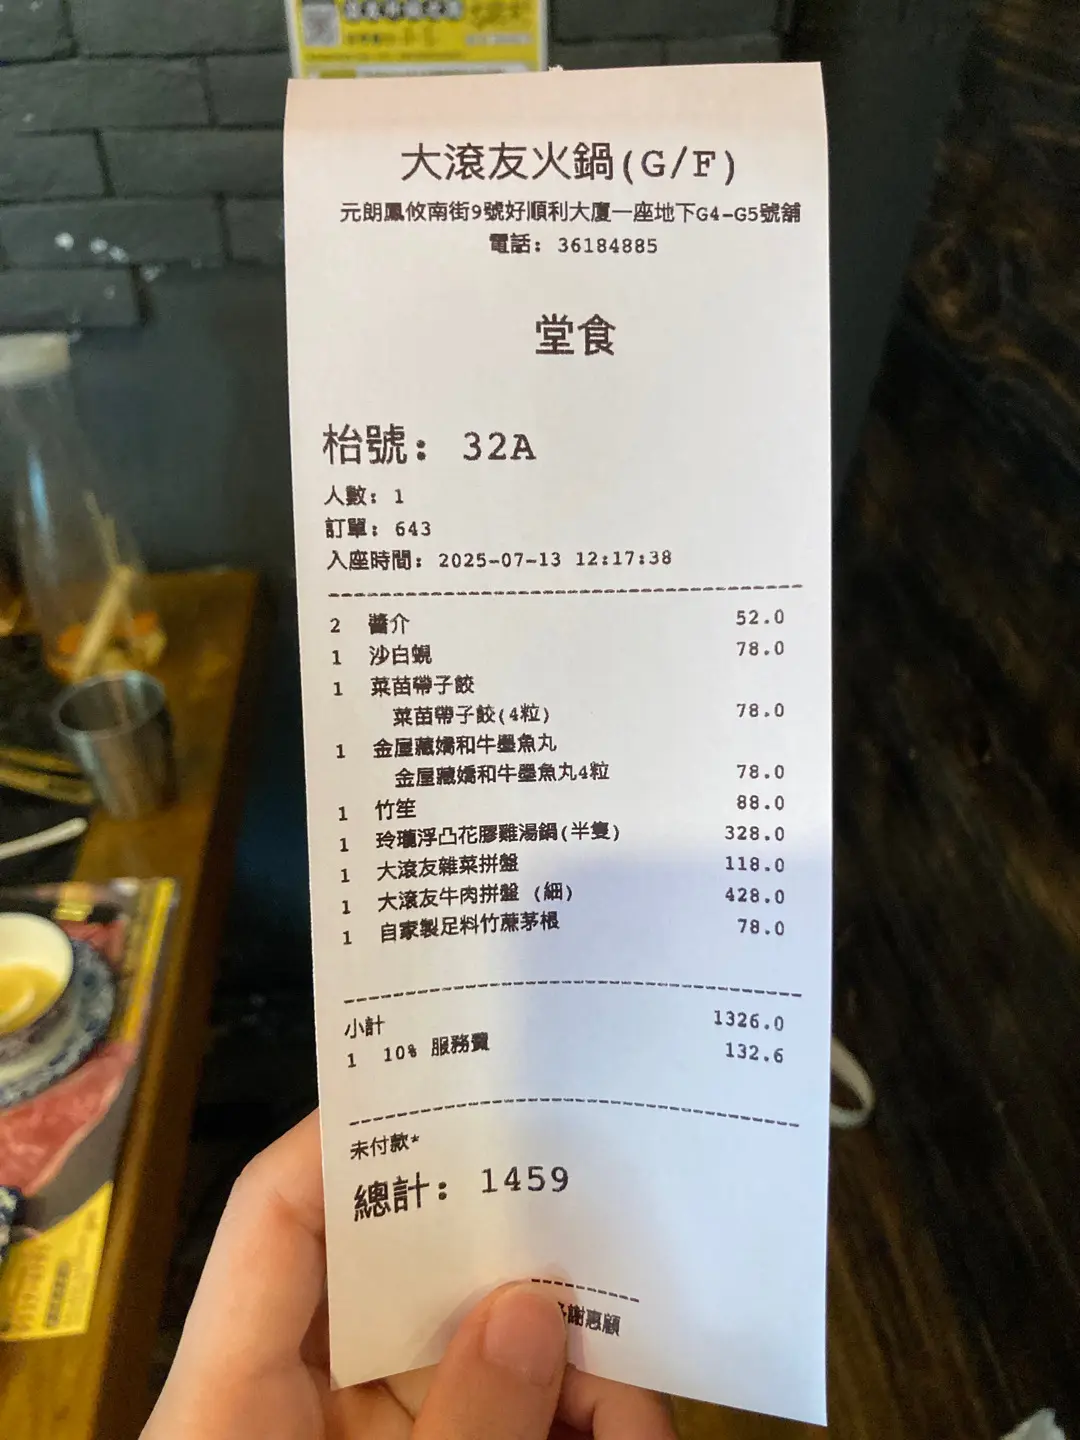 大滾友火鍋(G/F)
元朗鳳攸南街9號好順利大廈一座地下G4-G5號舖
電話: 36184885
堂食
枱號: 32A
人數: 1
訂單: 643
入座時間: 2025-07-13 12:17:38
2 醬介 52.0
1 沙白蜆 78.0
1 菜苗帶子餃
菜苗帶子餃(4粒) 78.0
1 金屋藏嬌和牛墨魚丸
金屋藏嬌和牛墨魚丸4粒 78.0
1 竹笙 88.0
1 玲瓏浮凸花膠雞湯鍋(半隻) 328.0
1 大滾友雜菜拼盤 118.0
1 大滾友牛肉拼盤 (細) 428.0
1 自家製足料竹蔗茅根 78.0
小計 1326.0
1 10% 服務費 132.6
未付款*
總計: 1459
謝惠顧